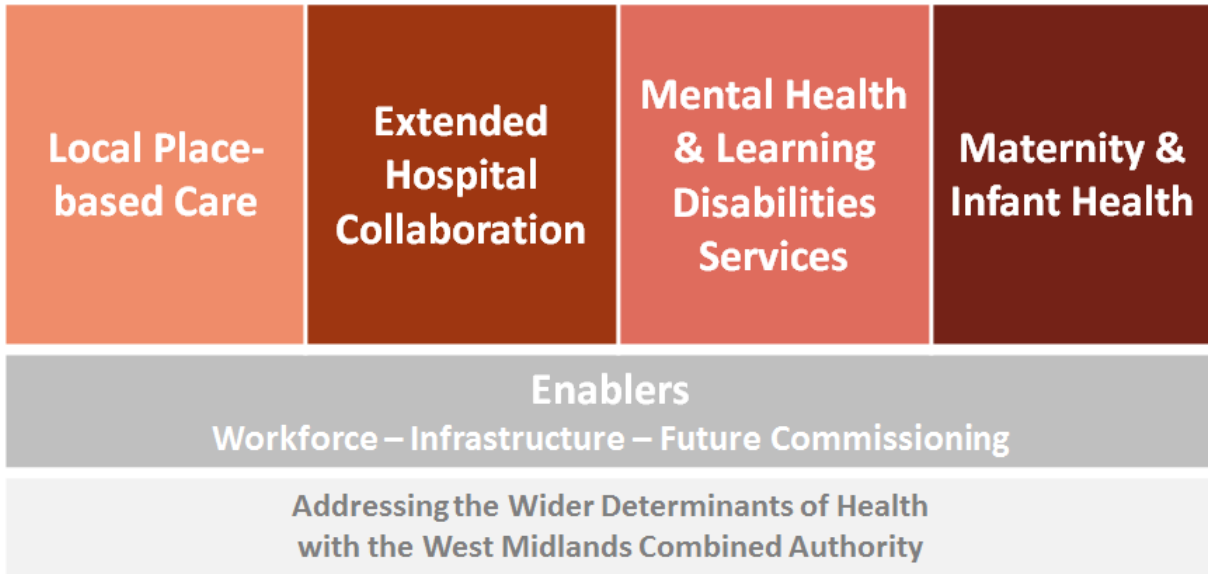 Local Place-
based Care
Extended
Hospital
Collaboration
Mental Health
& Learning
Disabilities
Services
Maternity &
Infant Health
Enablers
Workforce – Infrastructure – Future Commissioning
Addressing the Wider Determinants of Health
with the West Midlands Combined Authority